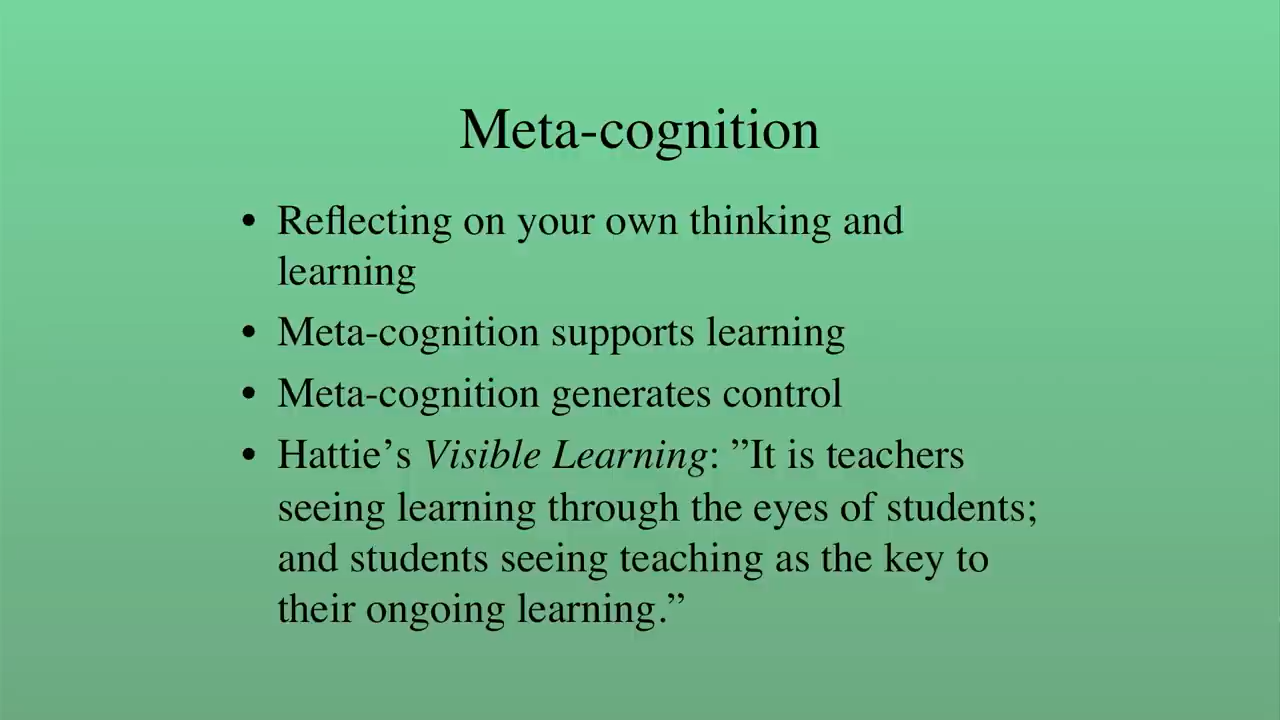 Meta-cognition
• Reflecting on your own thinking and
learning
• Meta-cognition supports learning
• Meta-cognition generates control
• Hattie’s Visible Learning: ”It is teachers
seeing learning through the eyes of students;
and students seeing teaching as the key to
their ongoing learning.”